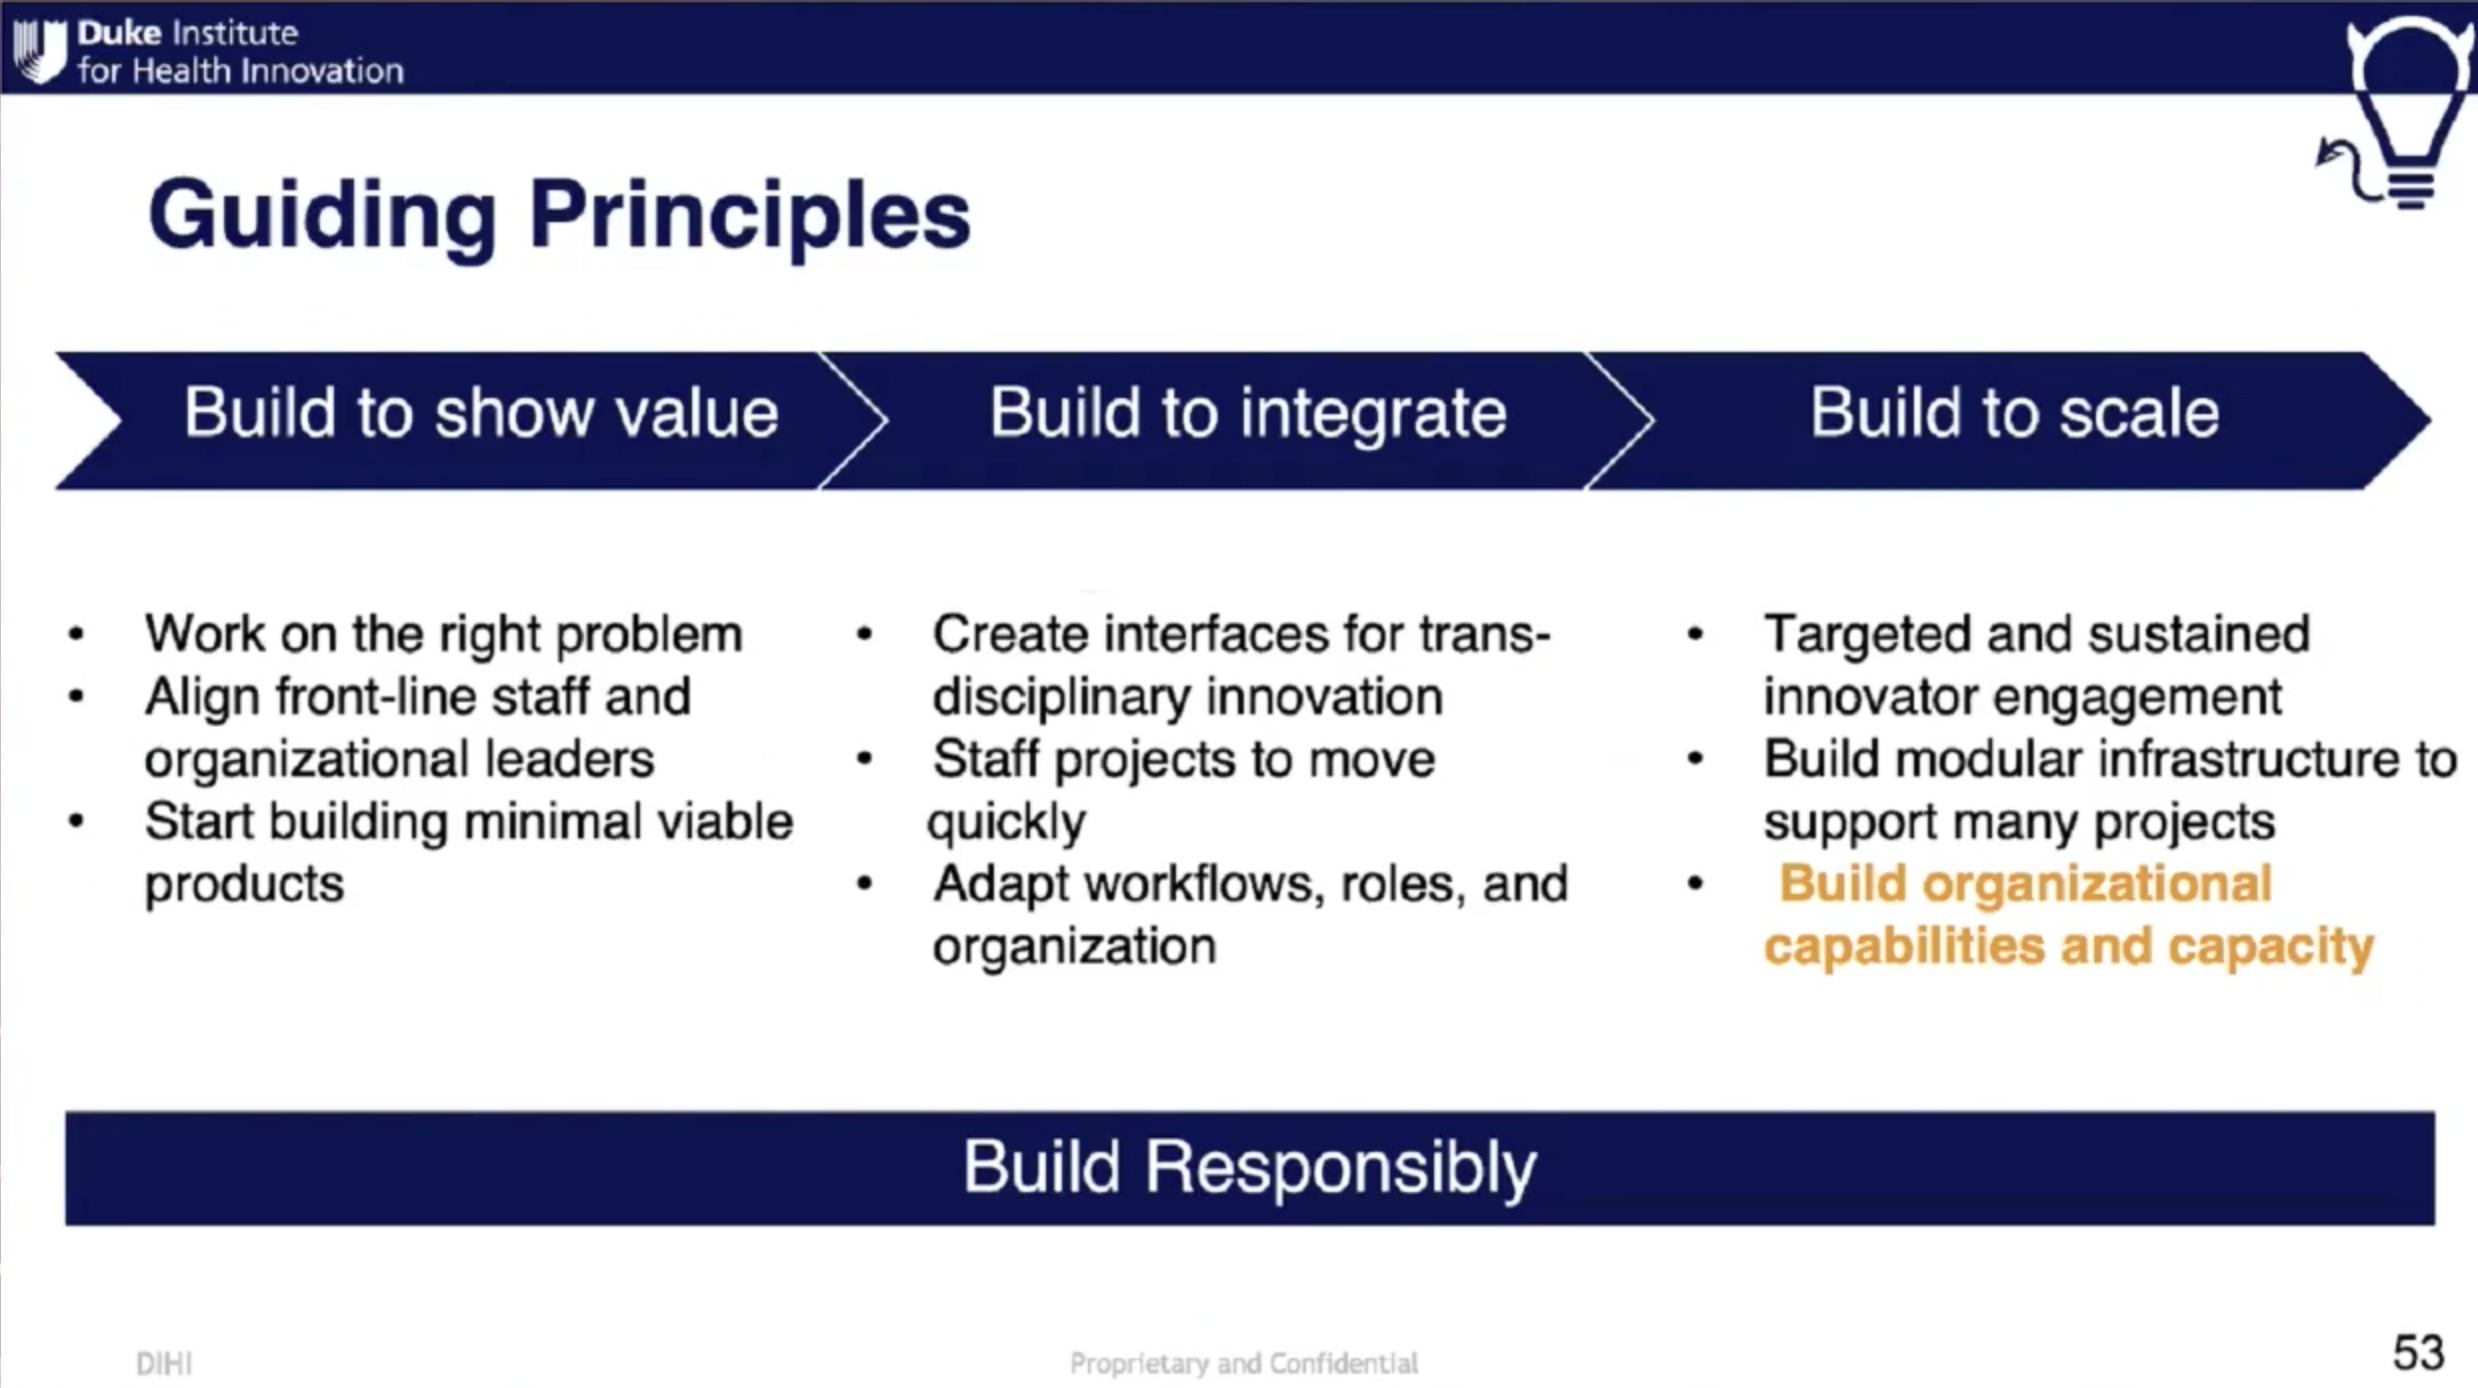 Duke Institute
for Health Innovation
Guiding Principles
Build to show value
Build to integrate
Build to scale
• Work on the right problem
• Align front-line staff and
organizational leaders
• Start building minimal viable
products
• Create interfaces for trans-
disciplinary innovation
• Staff projects to move
quickly
• Adapt workflows, roles, and
organization
• Targeted and sustained
innovator engagement
• Build modular infrastructure to
support many projects
• Build organizational
capabilities and capacity
Build Responsibly
DIHI
Proprietary and Confidential
53